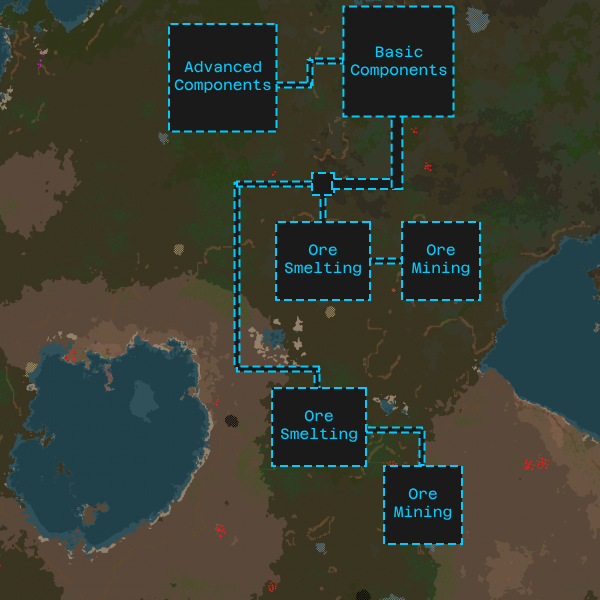 Advanced
Components
Basic
Components
Ore
Smelting
Ore
Mining
Ore
Smelting
Ore
Mining